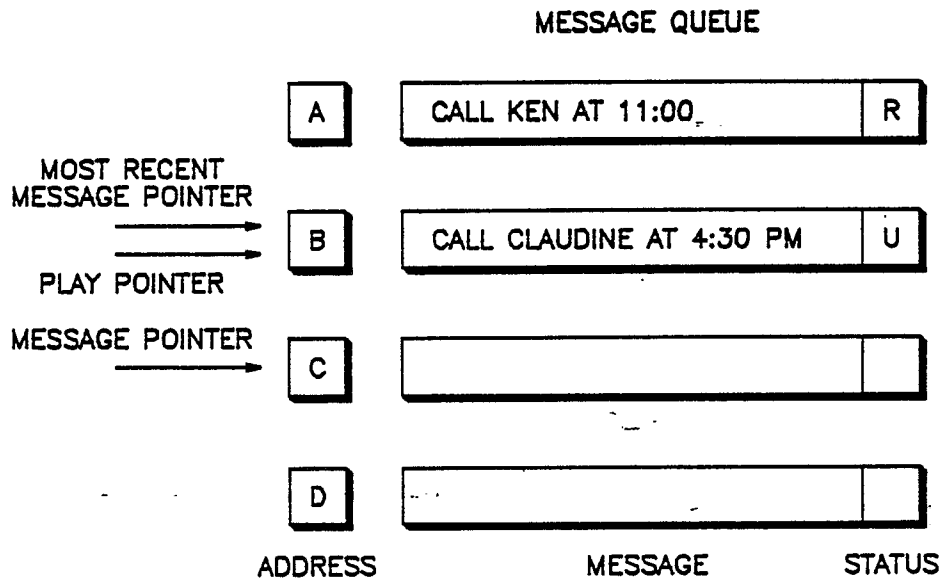 MESSAGE QUEUE
A CALL KEN AT 11:00 R
MOST RECENT
MESSAGE POINTER
B CALL CLAUDINE AT 4:30 PM U
PLAY POINTER
MESSAGE POINTER
C
D
ADDRESS MESSAGE STATUS